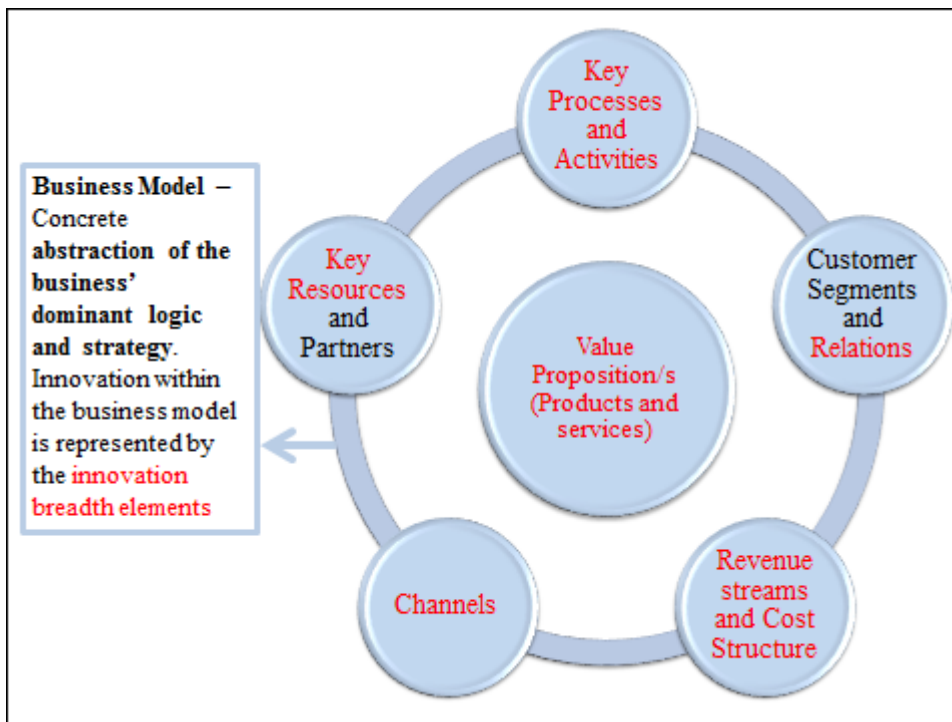 Key
Processes
and
Activities
Business Model –
Concrete
abstraction of the
business'
dominant logic
and strategy.
Innovation within
the business model
is represented by
the innovation
breadth elements
Key
Resources
and
Partners
Customer
Segments
and
Relations
Value
Proposition/s
(Products and
services)
Channels
Revenue
streams
and Cost
Structure